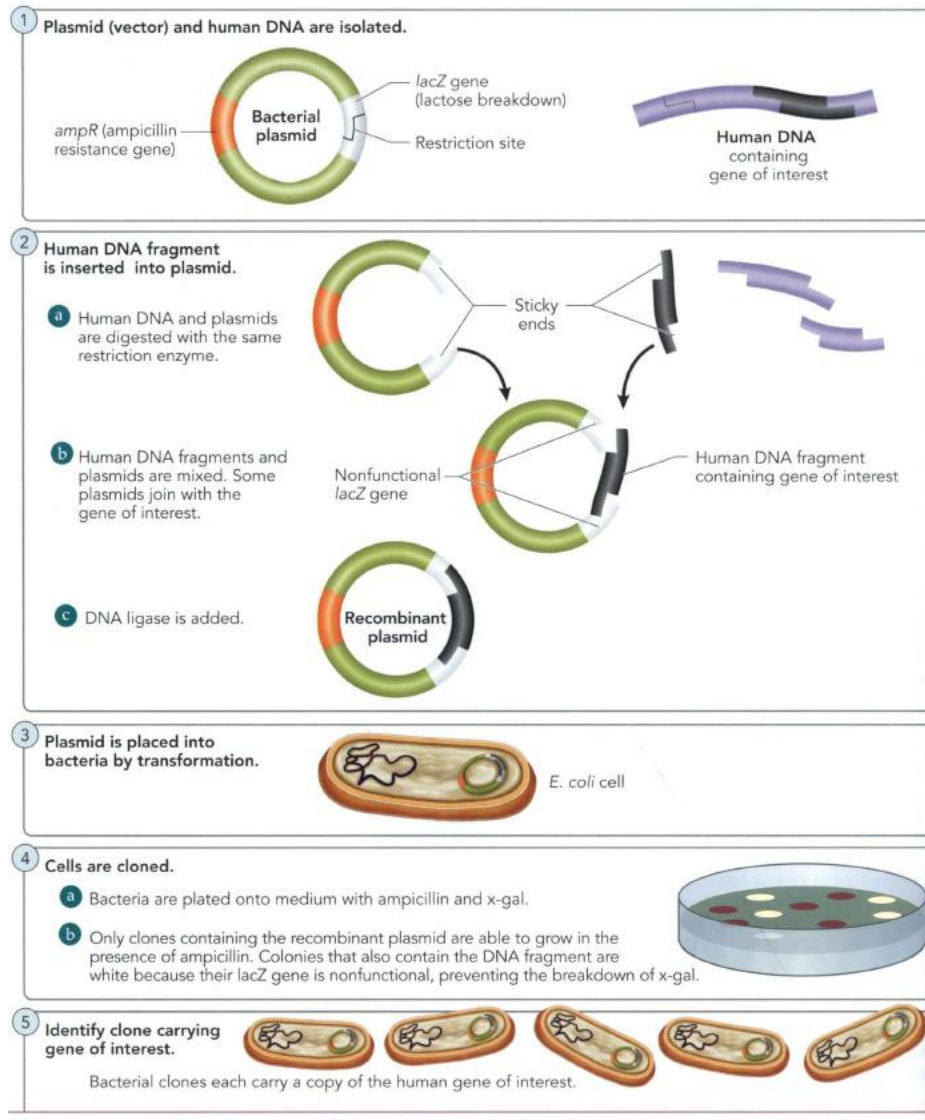 1
Plasmid (vector) and human DNA are isolated.
ampR (ampicillin
resistance gene)
Bacterial
plasmid
lacZ gene
(lactose breakdown)
Restriction site
Human DNA
containing
gene of interest
2
Human DNA fragment
is inserted into plasmid.
a
Human DNA and plasmids
are digested with the same
restriction enzyme.
Sticky
ends
b
Human DNA fragments and
plasmids are mixed. Some
plasmids join with the
gene of interest.
Nonfunctional
lacZ gene
Human DNA fragment
containing gene of interest
c
DNA ligase is added.
Recombinant
plasmid
3
Plasmid is placed into
bacteria by transformation.
E. coli cell
4
Cells are cloned.
a
Bacteria are plated onto medium with ampicillin and x-gal.
b
Only clones containing the recombinant plasmid are able to grow in the
presence of ampicillin. Colonies that also contain the DNA fragment are
white because their lacZ gene is nonfunctional, preventing the breakdown of x-gal.
5
Identify clone carrying
gene of interest.
Bacterial clones each carry a copy of the human gene of interest.